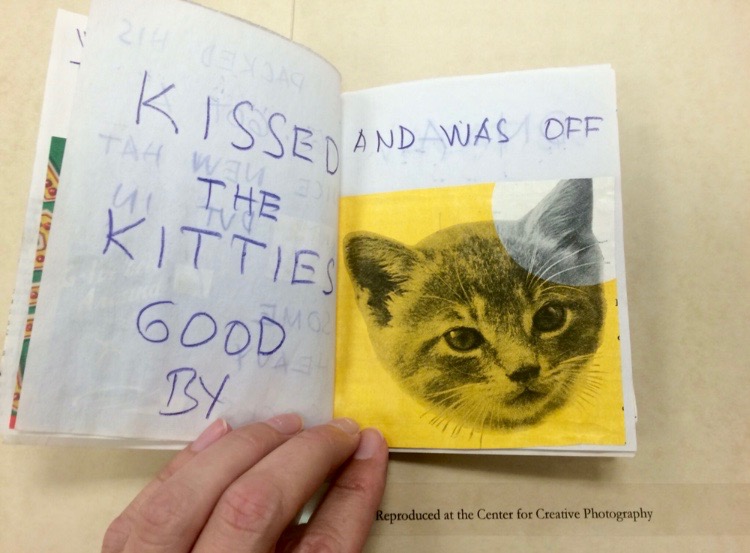 KISSED
THE
KITTIES
GOOD
BY
AND WAS OFF
Reproduced at the Center for Creative Photography